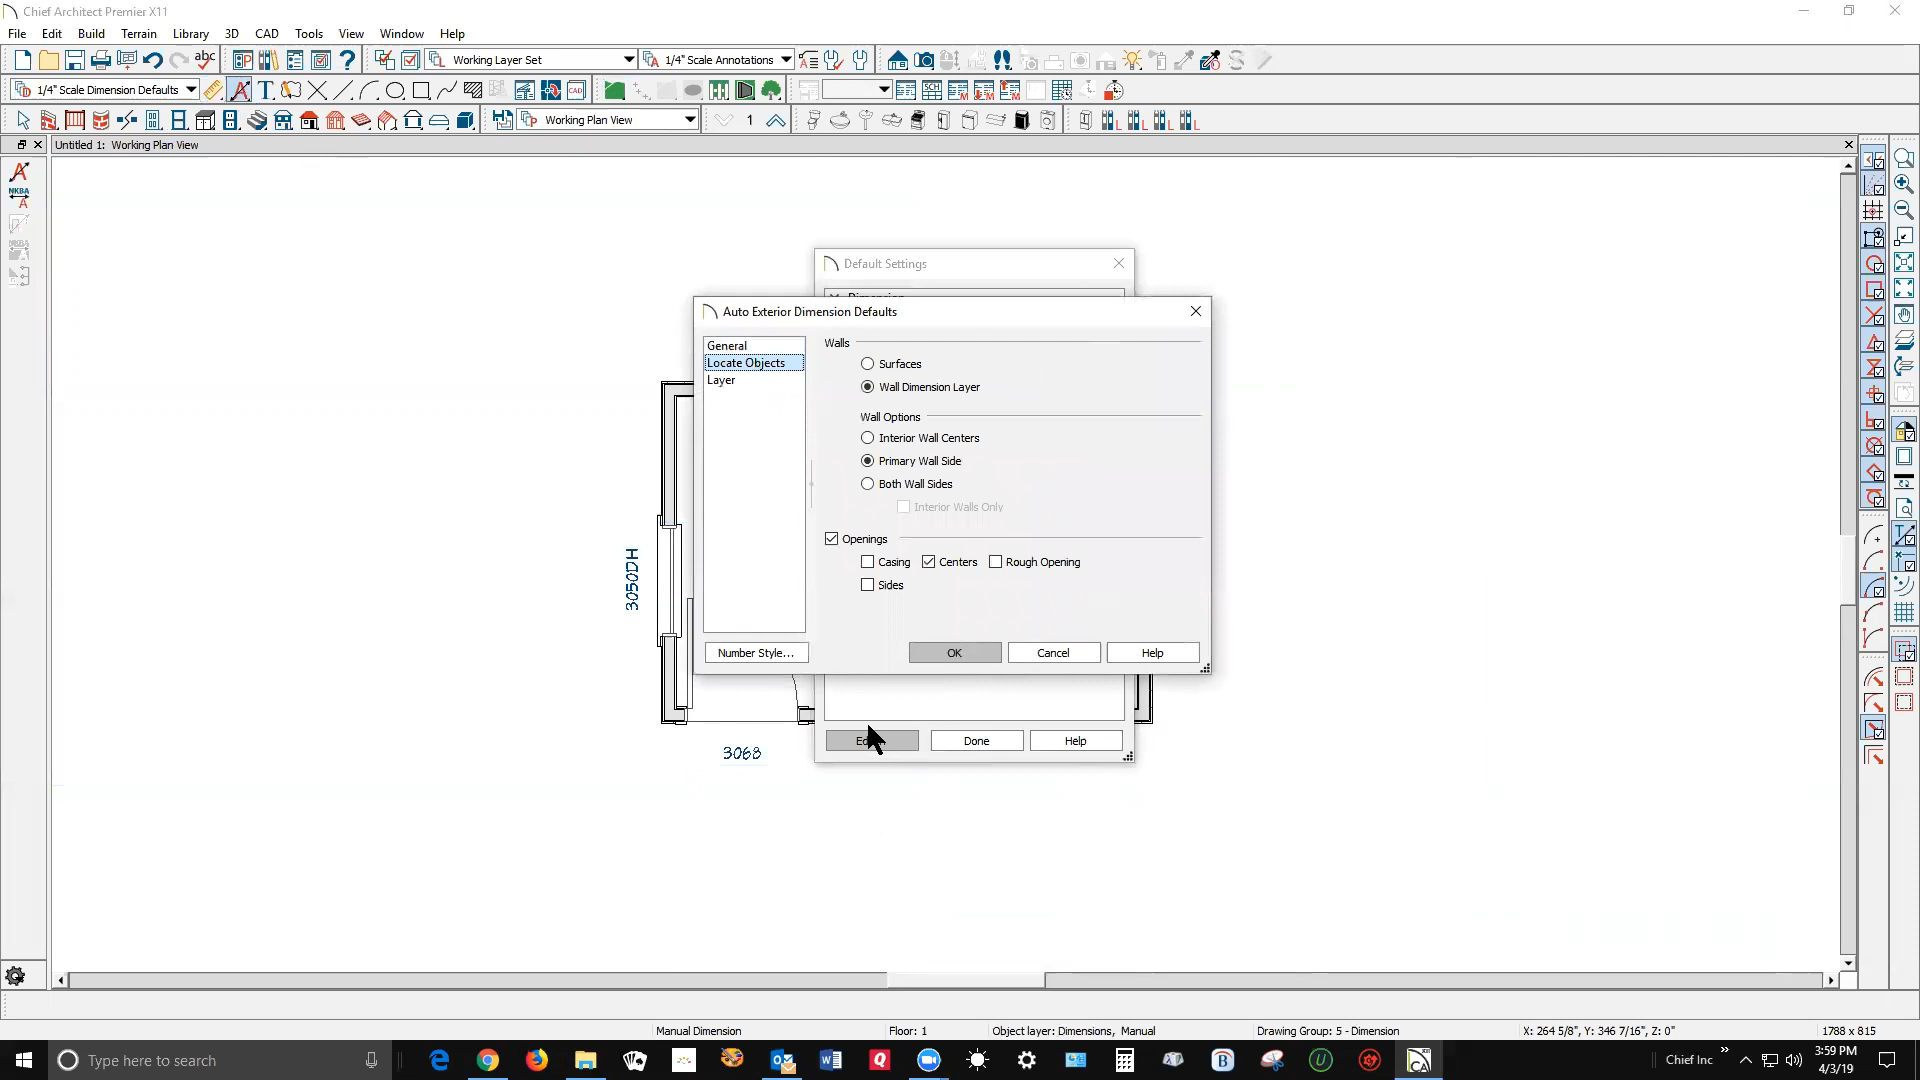 Chief Architect Premier X11
File Edit Build Terrain Library 3D CAD Tools Terrain View Window Help
Working Layer Set 1/4" Scale Annotations
1/4" Scale Dimension Defaults
Working Plan View 1
Untitled 1: Working Plan View
NKBA
Default Settings
Auto Exterior Dimension Defaults
General
Locate Objects
Layer
Walls
Surfaces
Wall Dimension Layer
Wall Options
Interior Wall Centers
Primary Wall Side
Both Wall Sides
Interior Walls Only
Openings
Casing Centers Rough Opening
Sides
Number Style... OK Cancel Help
3050DH
Done Help
3068
Manual Dimension Floor: 1 Object layer: Dimensions, Manual Drawing Group: 5 - Dimension X: 264 5/8", Y: 346 7/16", Z: 0" 1788 x 815
Type here to search
Chief Inc
3:59 PM
4/3/19